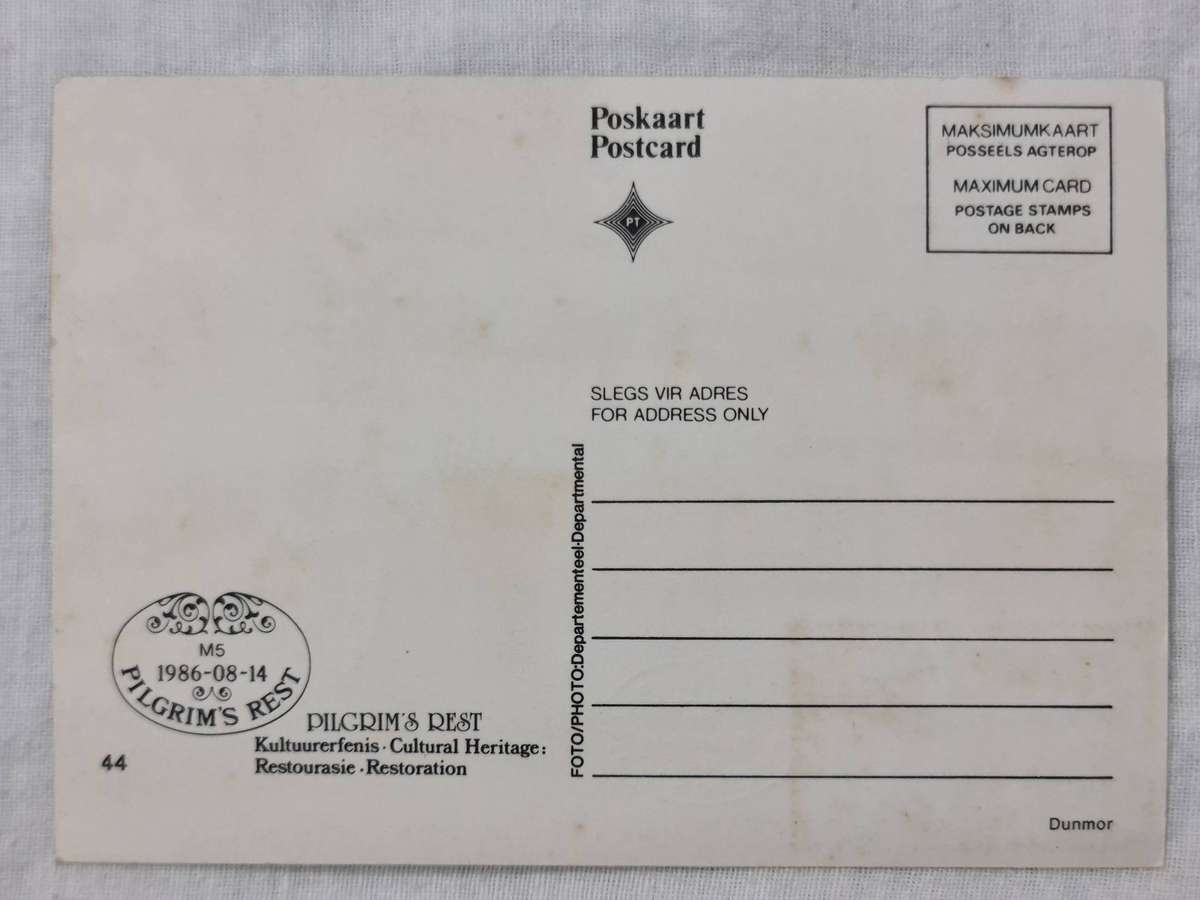 Poskaart
Postcard
PT
MAKSIMUMKAART
POSSEELS AGTEROP
MAXIMUM CARD
POSTAGE STAMPS
ON BACK
SLEGS VIR ADRES
FOR ADDRESS ONLY
FOTO/PHOTO:Departementeel·Departmental
M5
1986-08-14
PILGRIM'S REST
PILGRIM'S REST
Kultuurerfenis · Cultural Heritage:
Restourasie · Restoration
44
Dunmor